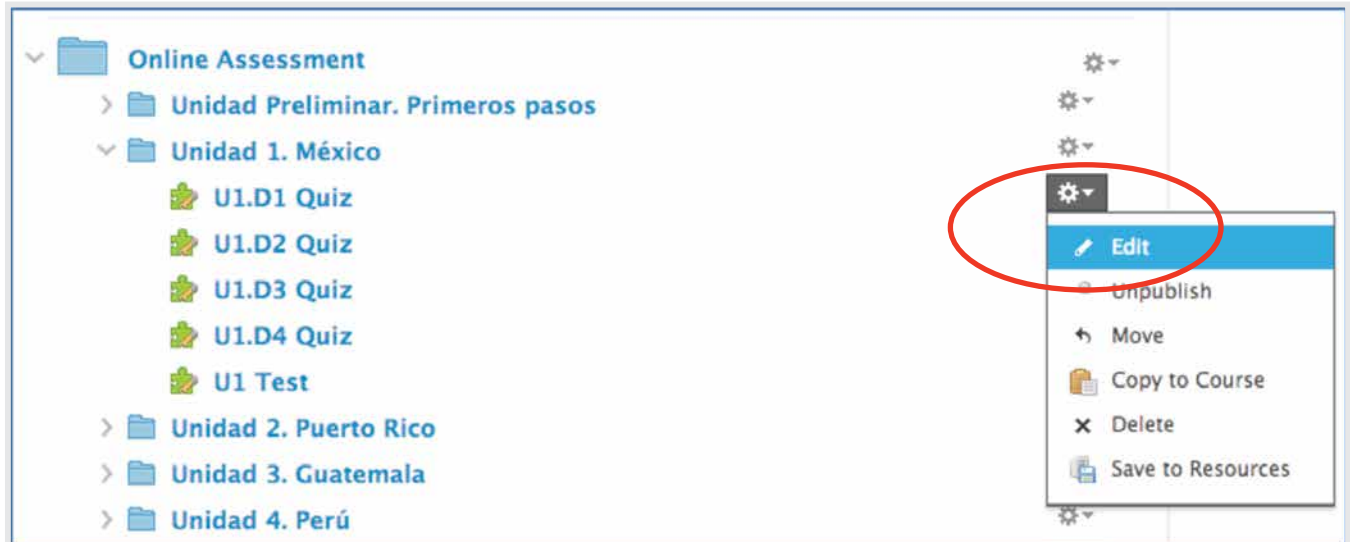 Online Assessment
Unidad Preliminar. Primeros pasos
Unidad 1. México
U1.D1 Quiz
U1.D2 Quiz
U1.D3 Quiz
U1.D4 Quiz
U1 Test
Unidad 2. Puerto Rico
Unidad 3. Guatemala
Unidad 4. Perú
Edit
Unpublish
Move
Copy to Course
Delete
Save to Resources